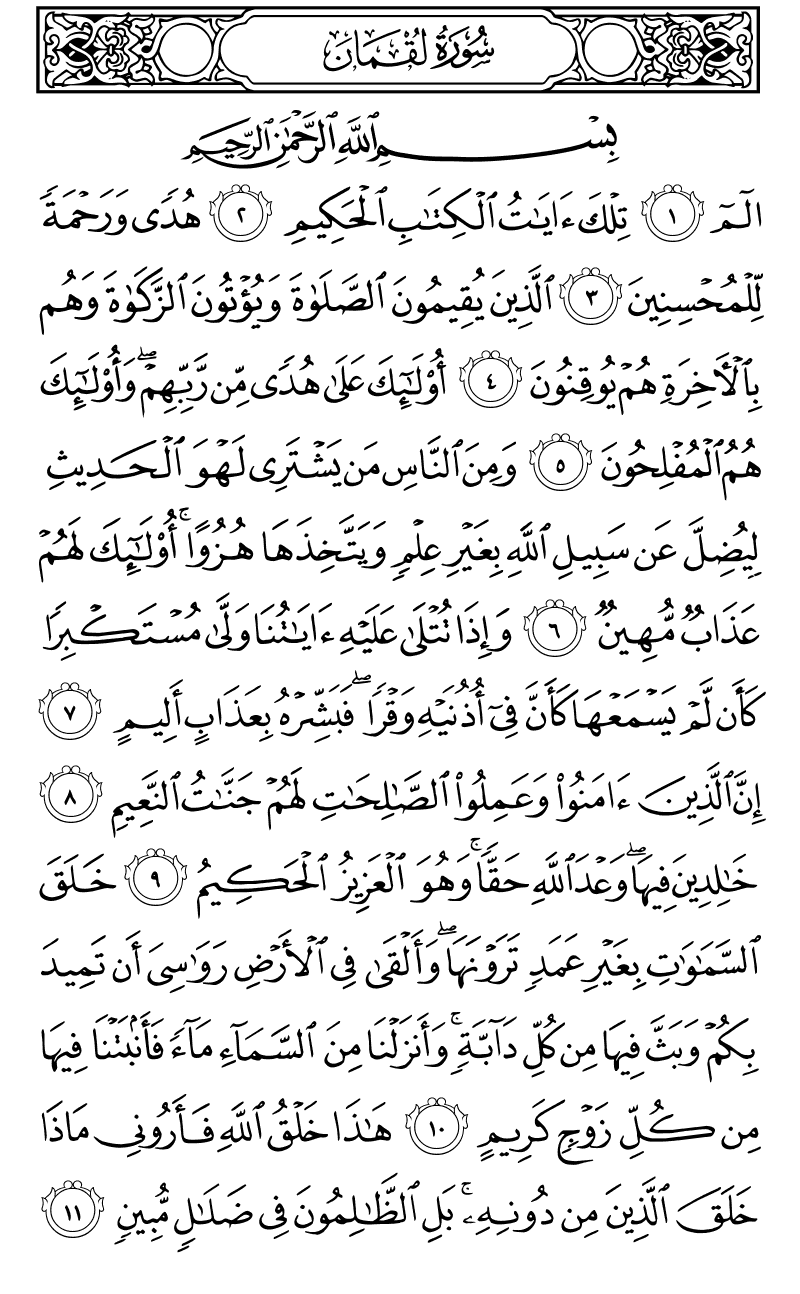 سُورَةُ لُقْمَان
بِسْمِ ٱللَّهِ ٱلرَّحْمَٰنِ ٱلرَّحِيمِ
الٓمٓ ١ تِلْكَ ءَايَٰتُ ٱلْكِتَٰبِ ٱلْحَكِيمِ ٢ هُدًى وَرَحْمَةً
لِّلْمُحْسِنِينَ ٣ ٱلَّذِينَ يُقِيمُونَ ٱلصَّلَوٰةَ وَيُؤْتُونَ ٱلزَّكَوٰةَ وَهُم
بِٱلْأَخِرَةِ هُمْ يُوقِنُونَ ٤ أُوْلَٰٓئِكَ عَلَىٰ هُدًى مِّن رَّبِّهِمْ ۖ وَأُوْلَٰٓئِكَ
هُمُ ٱلْمُفْلِحُونَ ٥ وَمِنَ ٱلنَّاسِ مَن يَشْتَرِى لَهْوَ ٱلْحَدِيثِ
لِيُضِلَّ عَن سَبِيلِ ٱللَّهِ بِغَيْرِ عِلْمٍ وَيَتَّخِذَهَا هُزُوًا ۚ أُوْلَٰٓئِكَ لَهُمْ
عَذَابٌ مُّهِينٌ ٦ وَإِذَا تُتْلَىٰ عَلَيْهِ ءَايَٰتُنَا وَلَّىٰ مُسْتَكْبِرًا
كَأَن لَّمْ يَسْمَعْهَا كَأَنَّ فِىٓ أُذُنَيْهِ وَقْرًا ۖ فَبَشِّرْهُ بِعَذَابٍ أَلِيمٍ ٧
إِنَّ ٱلَّذِينَ ءَامَنُوا۟ وَعَمِلُوا۟ ٱلصَّٰلِحَٰتِ لَهُمْ جَنَّٰتُ ٱلنَّعِيمِ ٨
خَٰلِدِينَ فِيهَا ۖ وَعْدَ ٱللَّهِ حَقًّا ۚ وَهُوَ ٱلْعَزِيزُ ٱلْحَكِيمُ ٩ خَلَقَ
ٱلسَّمَٰوَٰتِ بِغَيْرِ عَمَدٍ تَرَوْنَهَا ۖ وَأَلْقَىٰ فِى ٱلْأَرْضِ رَوَٰسِىَ أَن تَمِيدَ
بِكُمْ وَبَثَّ فِيهَا مِن كُلِّ دَآبَّةٍ ۚ وَأَنزَلْنَا مِنَ ٱلسَّمَآءِ مَآءً فَأَنۢبَتْنَا فِيهَا
مِن كُلِّ زَوْجٍ كَرِيمٍ ١٠ هَٰذَا خَلْقُ ٱللَّهِ فَأَرُونِى مَاذَا
خَلَقَ ٱلَّذِينَ مِن دُونِهِۦ ۚ بَلِ ٱلظَّٰلِمُونَ فِى ضَلَٰلٍ مُّبِينٍ ١١